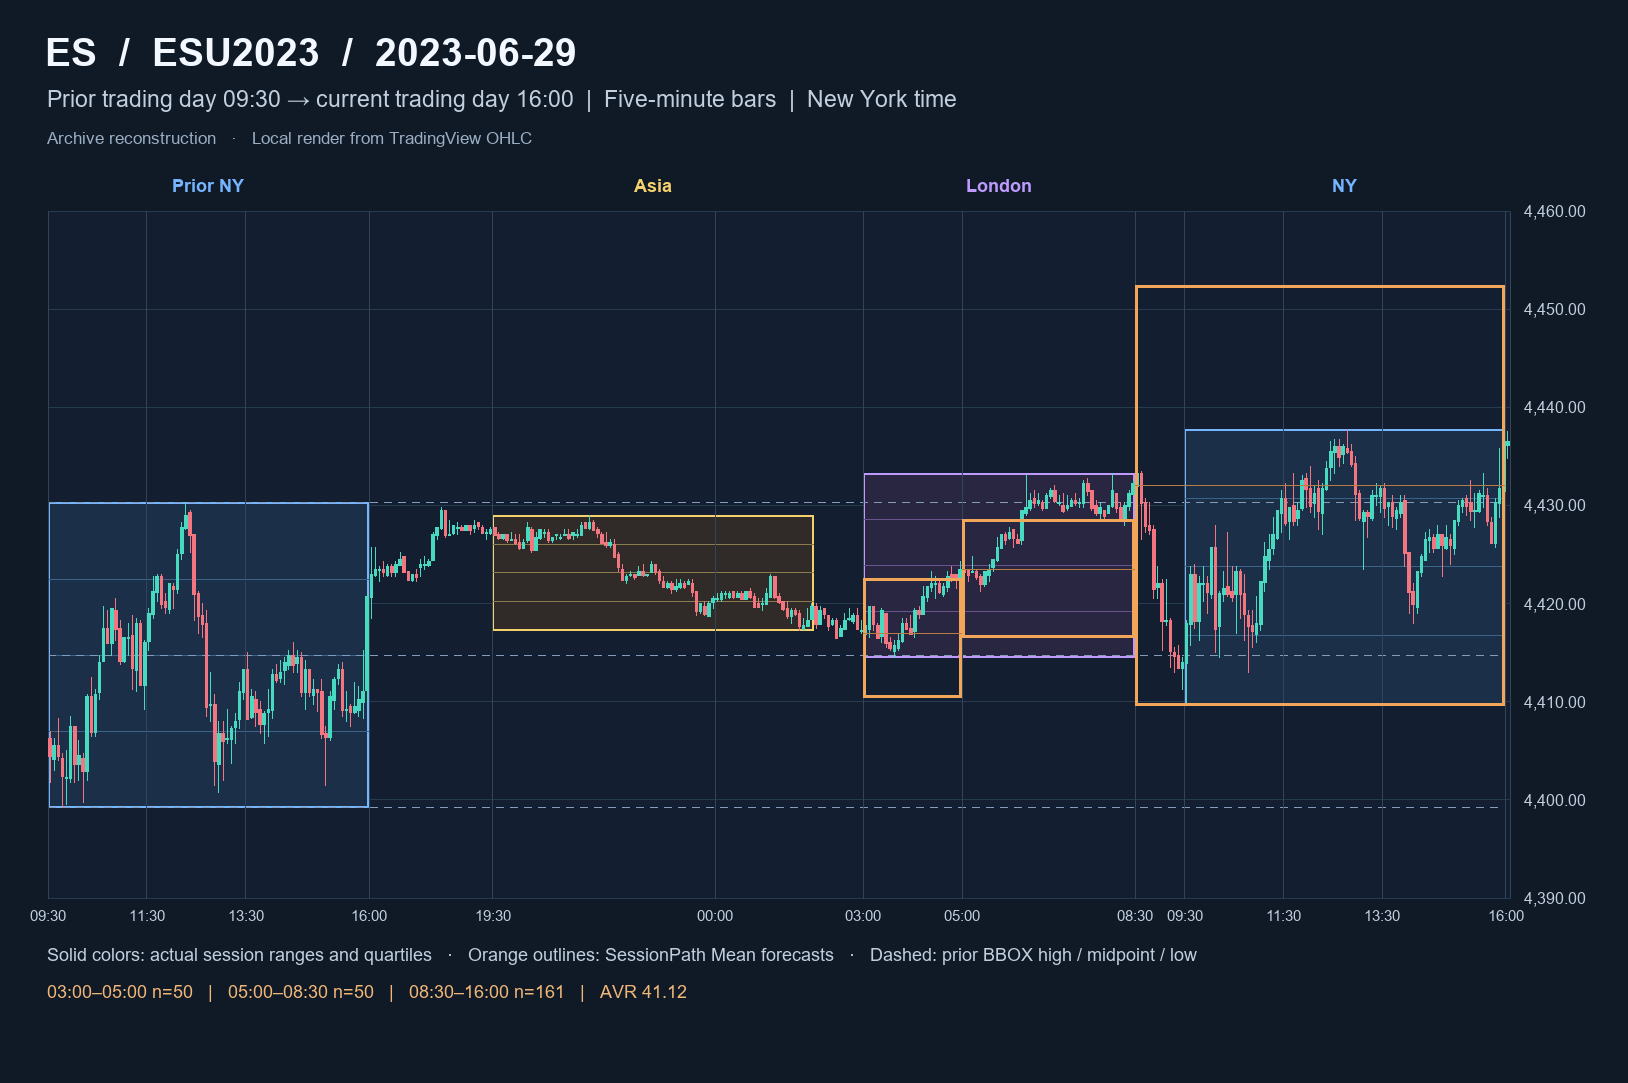 ES / ESU2023 / 2023-06-29
Prior trading day 09:30 → current trading day 16:00 | Five-minute bars | New York time
Archive reconstruction · Local render from TradingView OHLC
Prior NY Asia London NY
4,460.00
4,450.00
4,440.00
4,430.00
4,420.00
4,410.00
4,400.00
4,390.00
09:30 11:30 13:30 16:00 19:30 00:00 03:00 05:00 08:30 09:30 11:30 13:30 16:00
Solid colors: actual session ranges and quartiles · Orange outlines: SessionPath Mean forecasts · Dashed: prior BBOX high / midpoint / low
03:00–05:00 n=50 | 05:00–08:30 n=50 | 08:30–16:00 n=161 | AVR 41.12